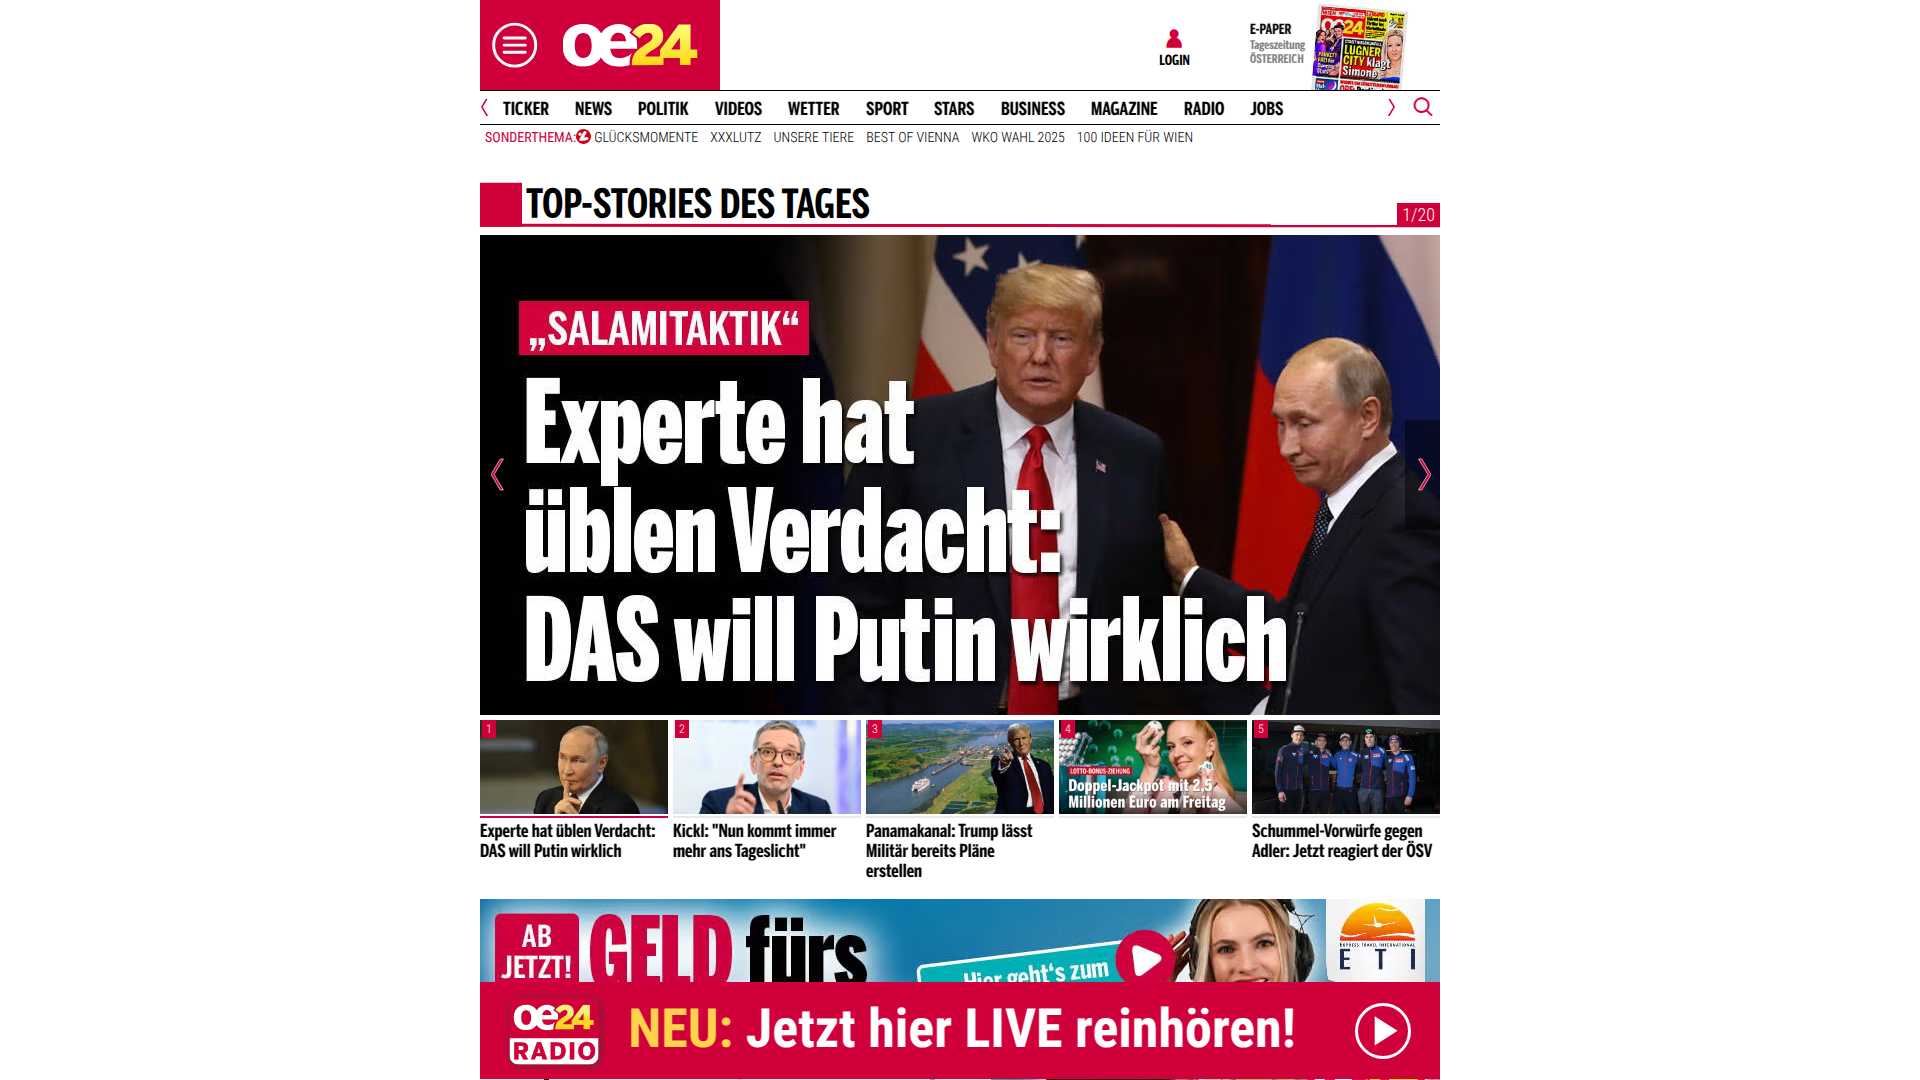 oe24
LOGIN
E-PAPER
Tageszeitung
ÖSTERREICH
oe24
LUGNER
CITY klagt
Simone
TICKER NEWS POLITIK VIDEOS WETTER SPORT STARS BUSINESS MAGAZINE RADIO JOBS
SONDERTHEMA: GLÜCKSMOMENTE XXXLUTZ UNSERE TIERE BEST OF VIENNA WKO WAHL 2025 100 IDEEN FÜR WIEN
TOP-STORIES DES TAGES
1/20
„SALAMITAKTIK“
Experte hat
üblen Verdacht:
DAS will Putin wirklich
1
2
3
4
5
LOTTO-BONUS-ZIEHUNG
Doppel-Jackpot mit 2,5
Millionen Euro am Freitag
Experte hat üblen Verdacht:
DAS will Putin wirklich
Kickl: "Nun kommt immer
mehr ans Tageslicht"
Panamakanal: Trump lässt
Militär bereits Pläne
erstellen
Schummel-Vorwürfe gegen
Adler: Jetzt reagiert der ÖSV
AB
JETZT!
GELD fürs
Hier geht's zum
EXPRESS TRAVEL INTERNATIONAL
ETI
oe24
RADIO
NEU: Jetzt hier LIVE reinhören!